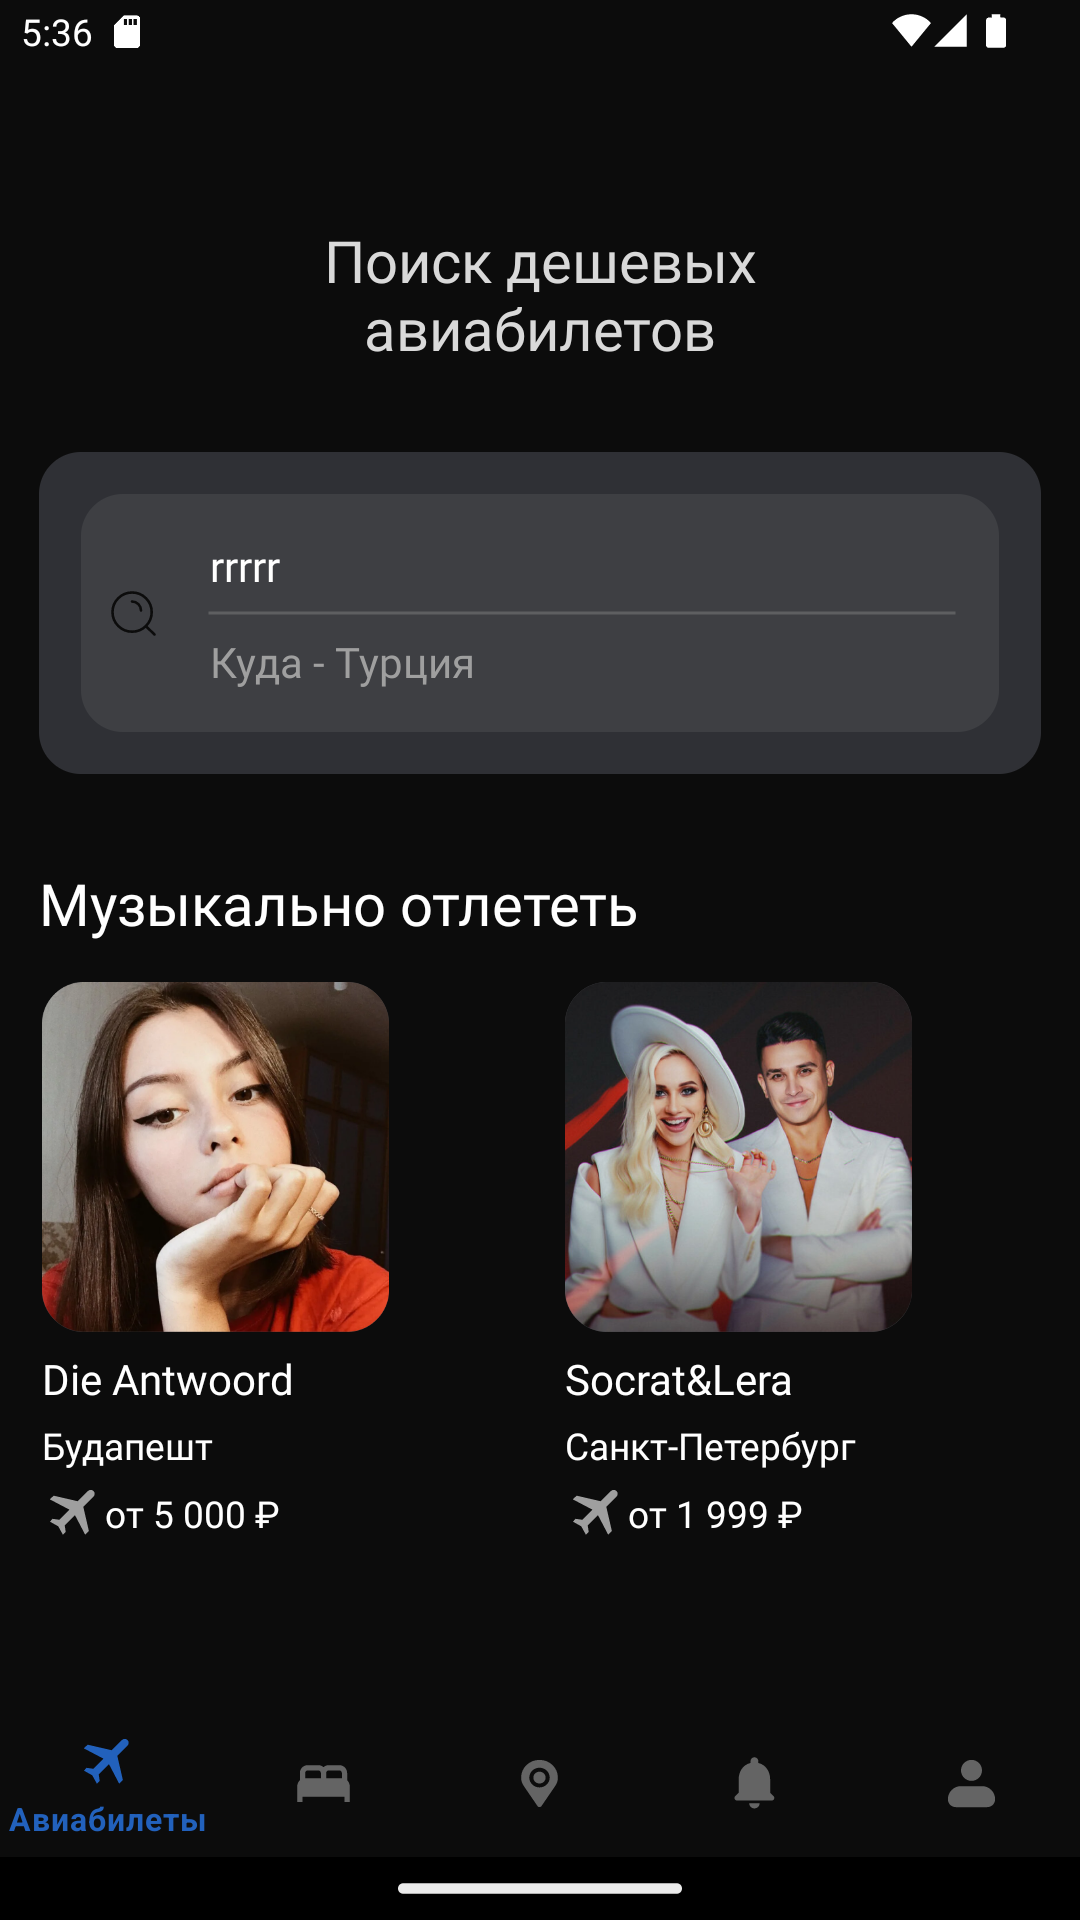 5:36
Поиск дешевых
авиабилетов
rrrrr
Куда - Турция
Музыкально отлететь
Die Antwoord
Socrat&Lera
Будапешт
Санкт-Петербург
от 5 000 ₽
от 1 999 ₽
Авиабилеты